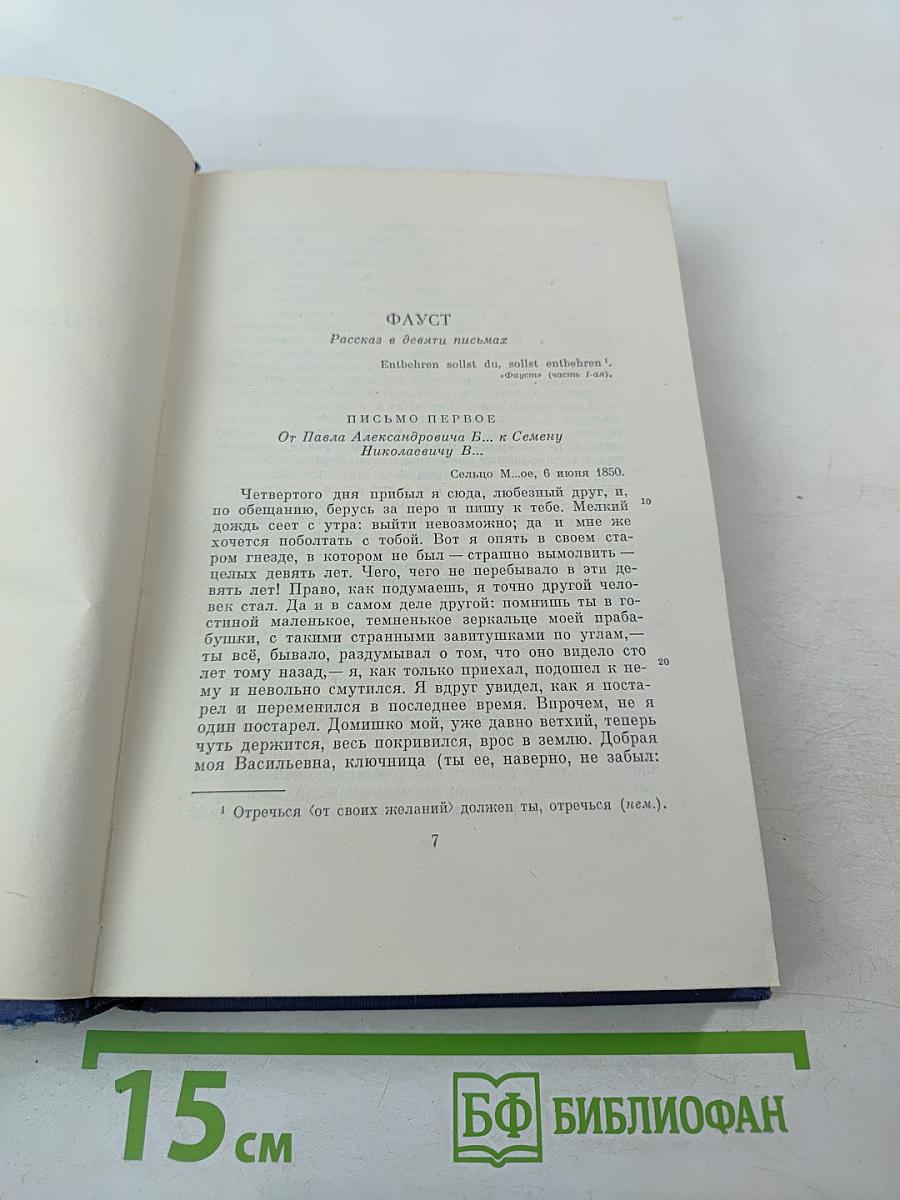 ФАУСТ
Рассказ в девяти письмах
Entbehren sollst du, sollst entbehren ¹.
«Фауст» (часть 1-ая).
ПИСЬМО ПЕРВОЕ
От Павла Александровича Б... к Семену
Николаевичу В...
Сельцо М...ое, 6 июня 1850.
Четвертого дня прибыл я сюда, любезный друг, и,
по обещанию, берусь за перо и пишу к тебе. Мелкий 10
дождь сеет с утра: выйти невозможно; да и мне же
хочется поболтать с тобой. Вот я опять в своем ста-
ром гнезде, в котором не был — страшно вымолвить —
целых девять лет. Чего, чего не перебывало в эти де-
вять лет! Право, как подумаешь, я точно другой чело-
век стал. Да и в самом деле другой: помнишь ты в го-
стиной маленькое, темненькое зеркальце моей праба-
бушки, с такими странными завитушками по углам,—
ты всё, бывало, раздумывал о том, что оно видело сто
лет тому назад,— я, как только приехал, подошел к не- 20
му и невольно смутился. Я вдруг увидел, как я поста-
рел и переменился в последнее время. Впрочем, не я
один постарел. Домишко мой, уже давно ветхий, теперь
чуть держится, весь покривился, врос в землю. Добрая
моя Васильевна, ключница (ты ее, наверно, не забыл:
¹ Отречься ⟨от своих желаний⟩ должен ты, отречься (нем.).
7
15 см
БФ БИБЛИОФАН